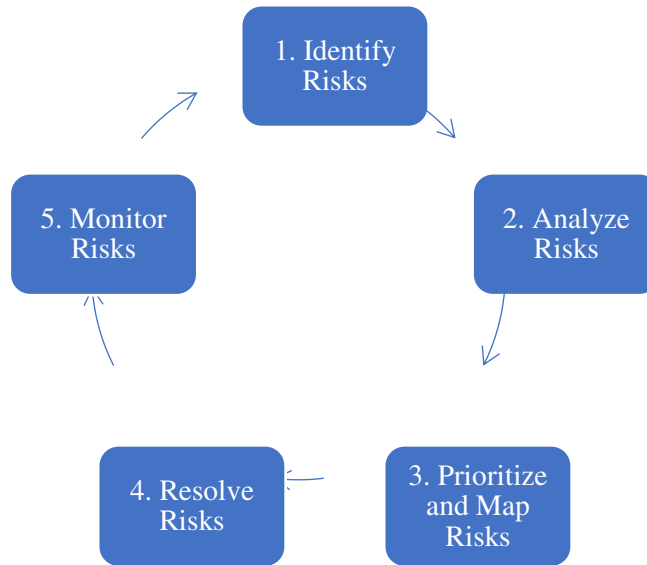 1. Identify
Risks
2. Analyze
Risks
3. Prioritize
and Map
Risks
4. Resolve
Risks
5. Monitor
Risks